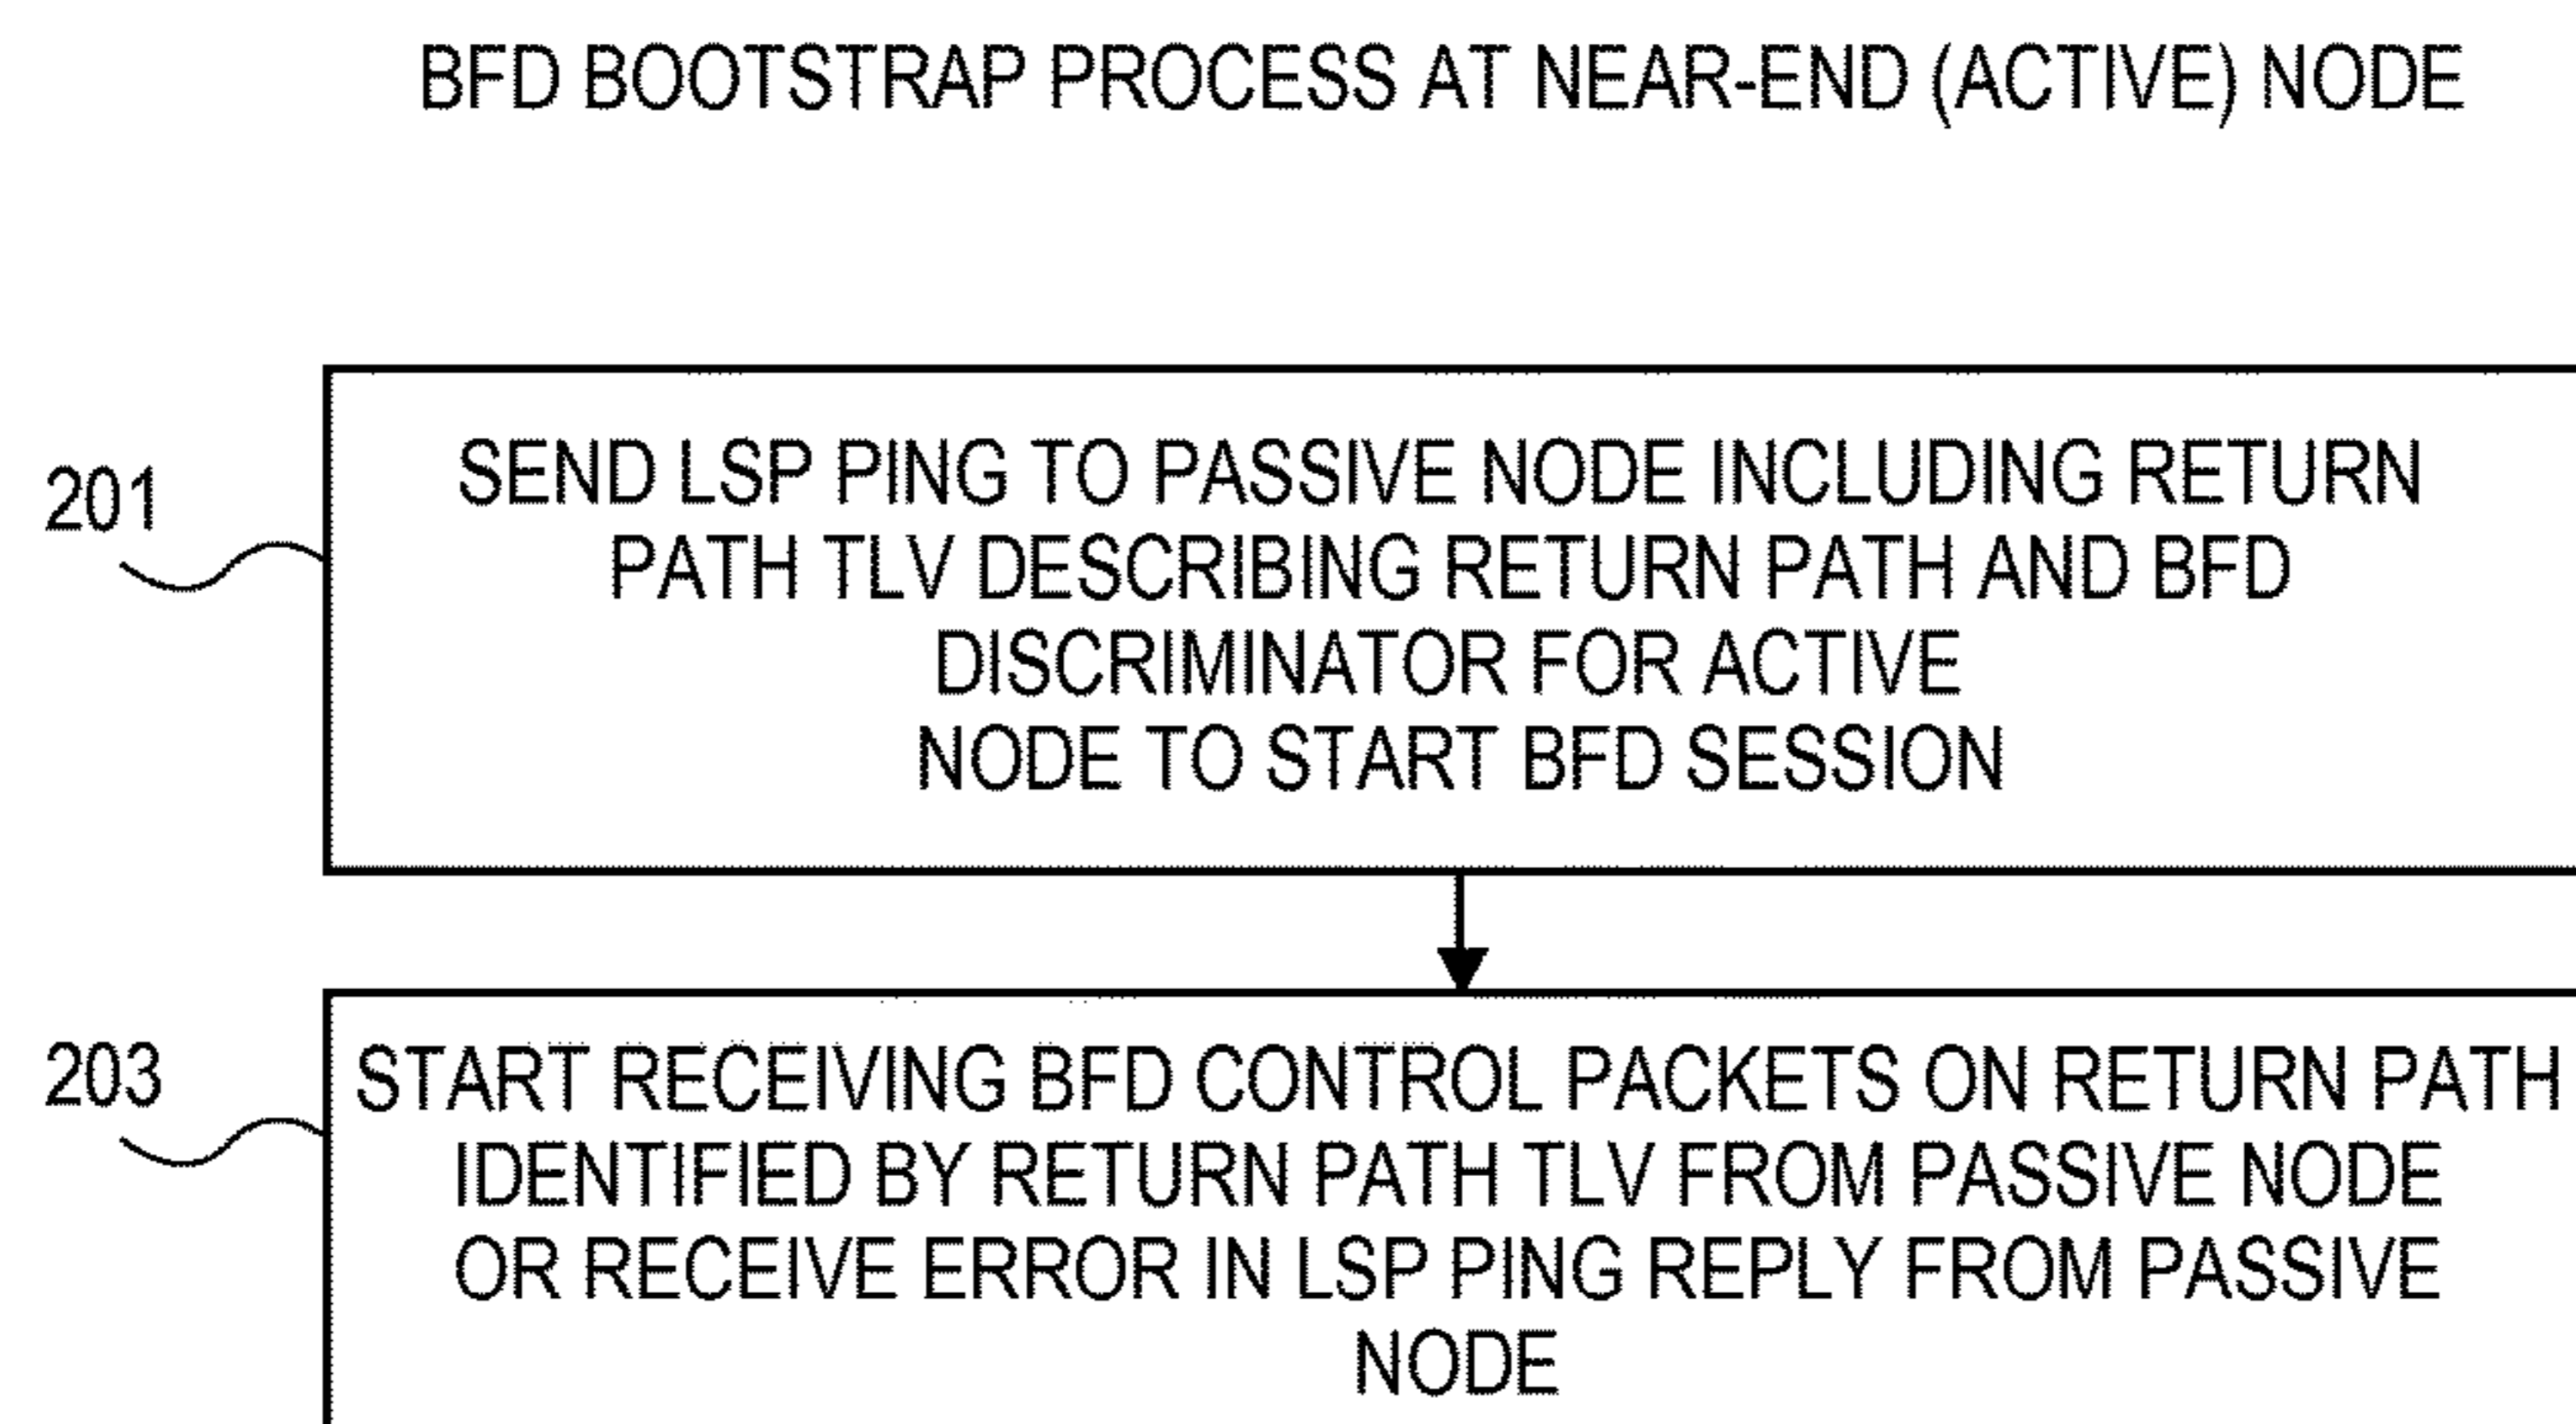 BFD BOOTSTRAP PROCESS AT NEAR-END (ACTIVE) NODE
201
SEND LSP PING TO PASSIVE NODE INCLUDING RETURN
PATH TLV DESCRIBING RETURN PATH AND BFD
DISCRIMINATOR FOR ACTIVE
NODE TO START BFD SESSION
203
START RECEIVING BFD CONTROL PACKETS ON RETURN PATH
IDENTIFIED BY RETURN PATH TLV FROM PASSIVE NODE
OR RECEIVE ERROR IN LSP PING REPLY FROM PASSIVE
NODE